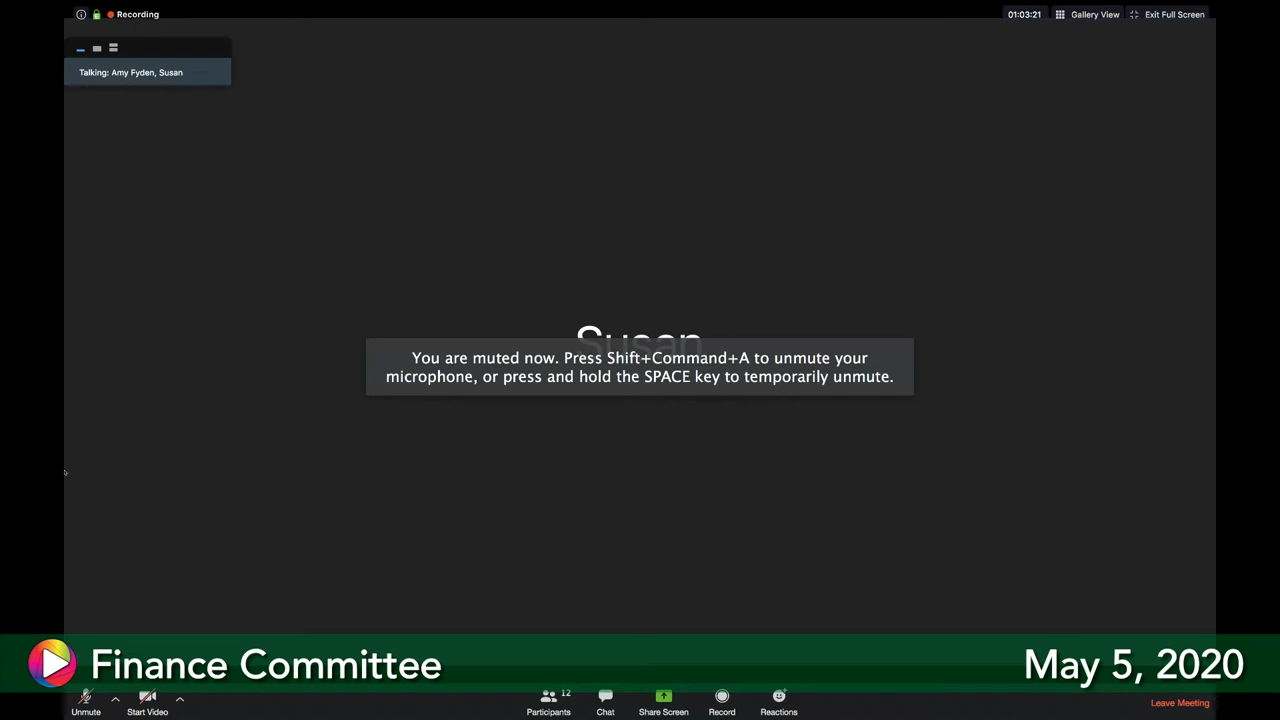 Recording
01:03:21
Gallery View
Exit Full Screen
Talking: Amy Fyden, Susan
Susan
You are muted now. Press Shift+Command+A to unmute your
microphone, or press and hold the SPACE key to temporarily unmute.
Finance Committee
May 5, 2020
Unmute
Start Video
Participants
12
Chat
Share Screen
Record
Reactions
Leave Meeting